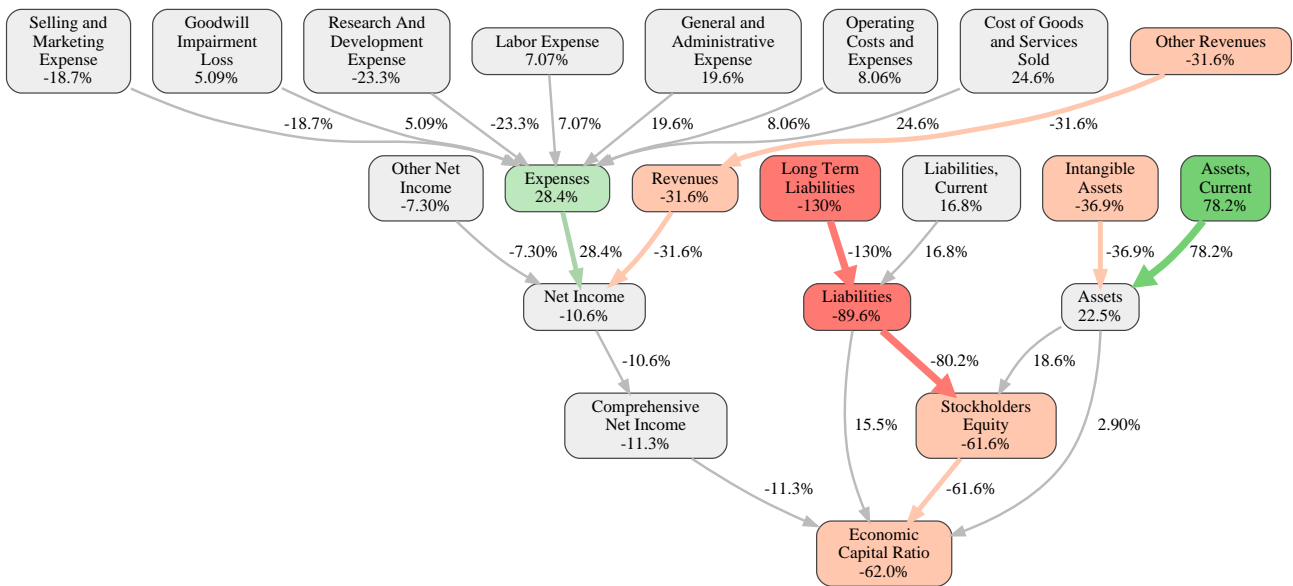 Selling and
Marketing
Expense
-18.7%
Goodwill
Impairment
Loss
5.09%
Research And
Development
Expense
-23.3%
Labor Expense
7.07%
General and
Administrative
Expense
19.6%
Operating
Costs and
Expenses
8.06%
Cost of Goods
and Services
Sold
24.6%
Other Revenues
-31.6%
-18.7%
5.09%
-23.3%
7.07%
19.6%
8.06%
24.6%
-31.6%
Other Net
Income
-7.30%
Expenses
28.4%
Revenues
-31.6%
Long Term
Liabilities
-130%
Liabilities,
Current
16.8%
Intangible
Assets
-36.9%
Assets,
Current
78.2%
-7.30%
28.4%
-31.6%
-130%
16.8%
-36.9%
78.2%
Net Income
-10.6%
Liabilities
-89.6%
Assets
22.5%
-10.6%
-80.2%
18.6%
Comprehensive
Net Income
-11.3%
15.5%
Stockholders
Equity
-61.6%
2.90%
-11.3%
-61.6%
Economic
Capital Ratio
-62.0%